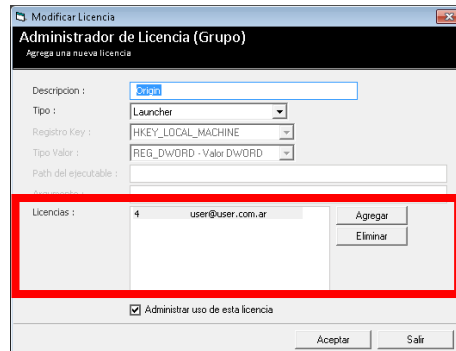 Modificar Licencia
Administrador de Licencia (Grupo)
Agrega una nueva licencia
Descripcion : Origin
Tipo : Launcher
Registro Key : HKEY_LOCAL_MACHINE
Tipo Valor : REG_DWORD - Valor DWORD
Path del ejecutable :
Argumento :
Licencias : 4 user@user.com.ar Agregar
Eliminar
Administrar uso de esta licencia
Aceptar Salir